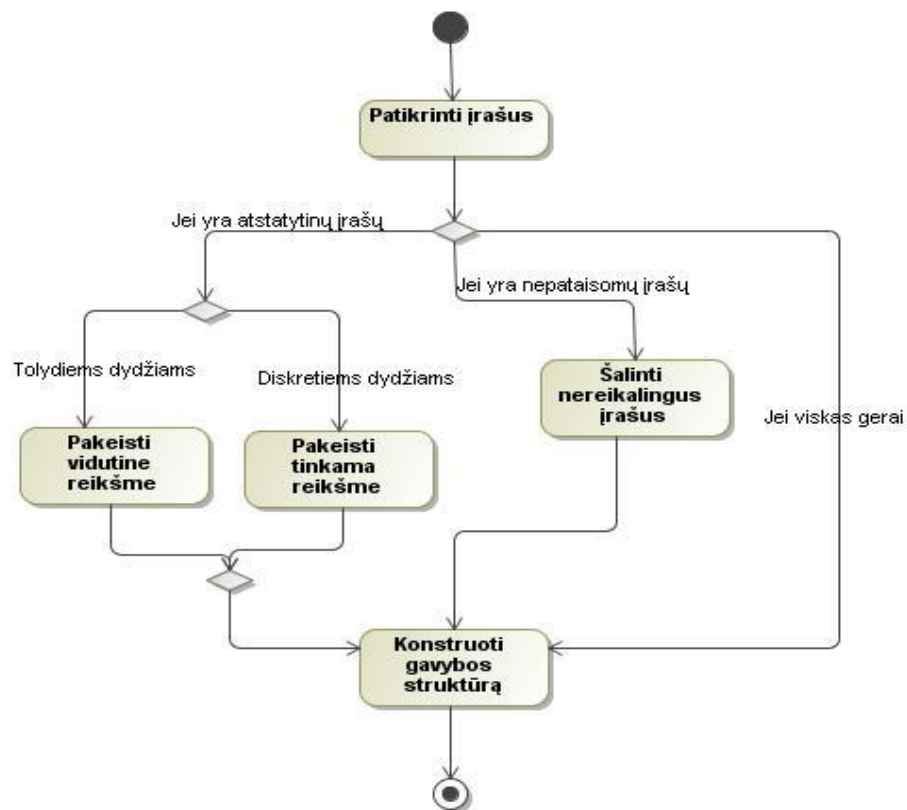 Patikrinti įrašus
Jei yra atstatytinų įrašų
Jei yra nepataisomų įrašų
Tolydiems dydžiams
Diskretiems dydžiams
Šalinti
nereikalingus
įrašus
Jei viskas gerai
Pakeisti
vidutine
reikšme
Pakeisti
tinkama
reikšme
Konstruoti
gavybos
struktūrą